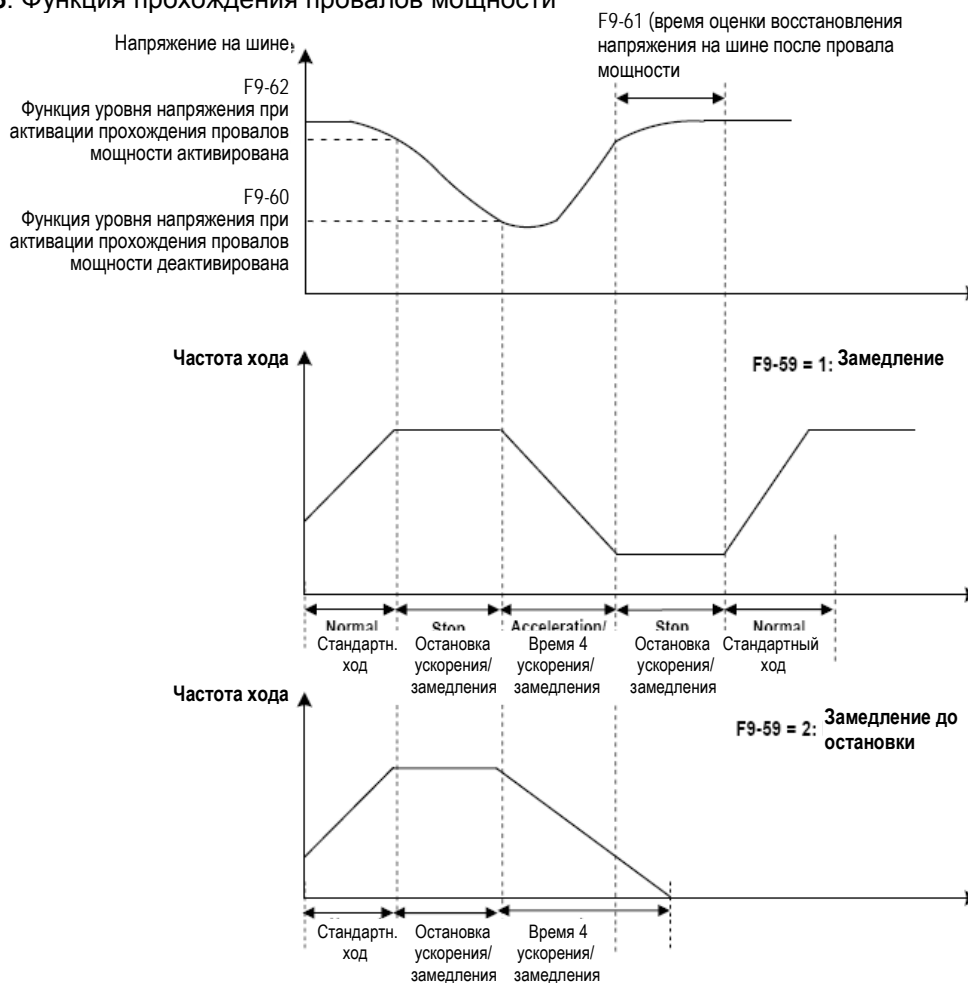 . Функция прохождения провалов мощности
F9-61 (время оценки восстановления
напряжения на шине после провала
мощности
Напряжение на шине
F9-62
Функция уровня напряжения при
активации прохождения провалов
мощности активирована
F9-60
Функция уровня напряжения при
активации прохождения провалов
мощности деактивирована
Частота хода
F9-59 = 1: Замедление
Normal
Stop
Acceleration/
Stop
Normal
Стандартн.
ход
Остановка
ускорения/
замедления
Время 4
ускорения/
замедления
Остановка
ускорения/
замедления
Стандартный
ход
Частота хода
F9-59 = 2: Замедление до
остановки
Стандартн.
ход
Остановка
ускорения/
замедления
Время 4
ускорения/
замедления